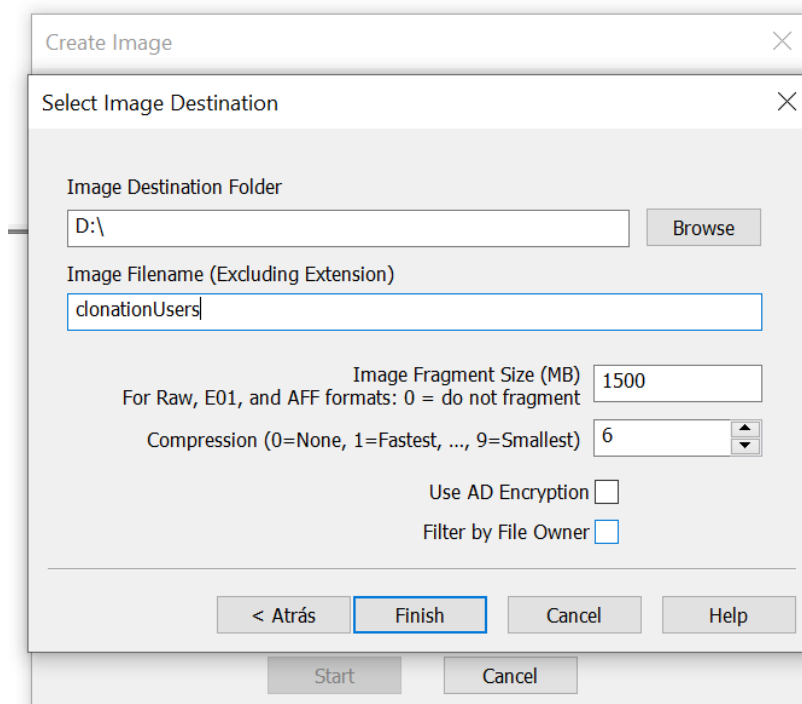 Create Image
Select Image Destination
Image Destination Folder
D:\
Browse
Image Filename (Excluding Extension)
clonationUsers
Image Fragment Size (MB)
1500
For Raw, E01, and AFF formats: 0 = do not fragment
Compression (0=None, 1=Fastest, ..., 9=Smallest)
6
Use AD Encryption
Filter by File Owner
< Atrás
Finish
Cancel
Help
Start
Cancel